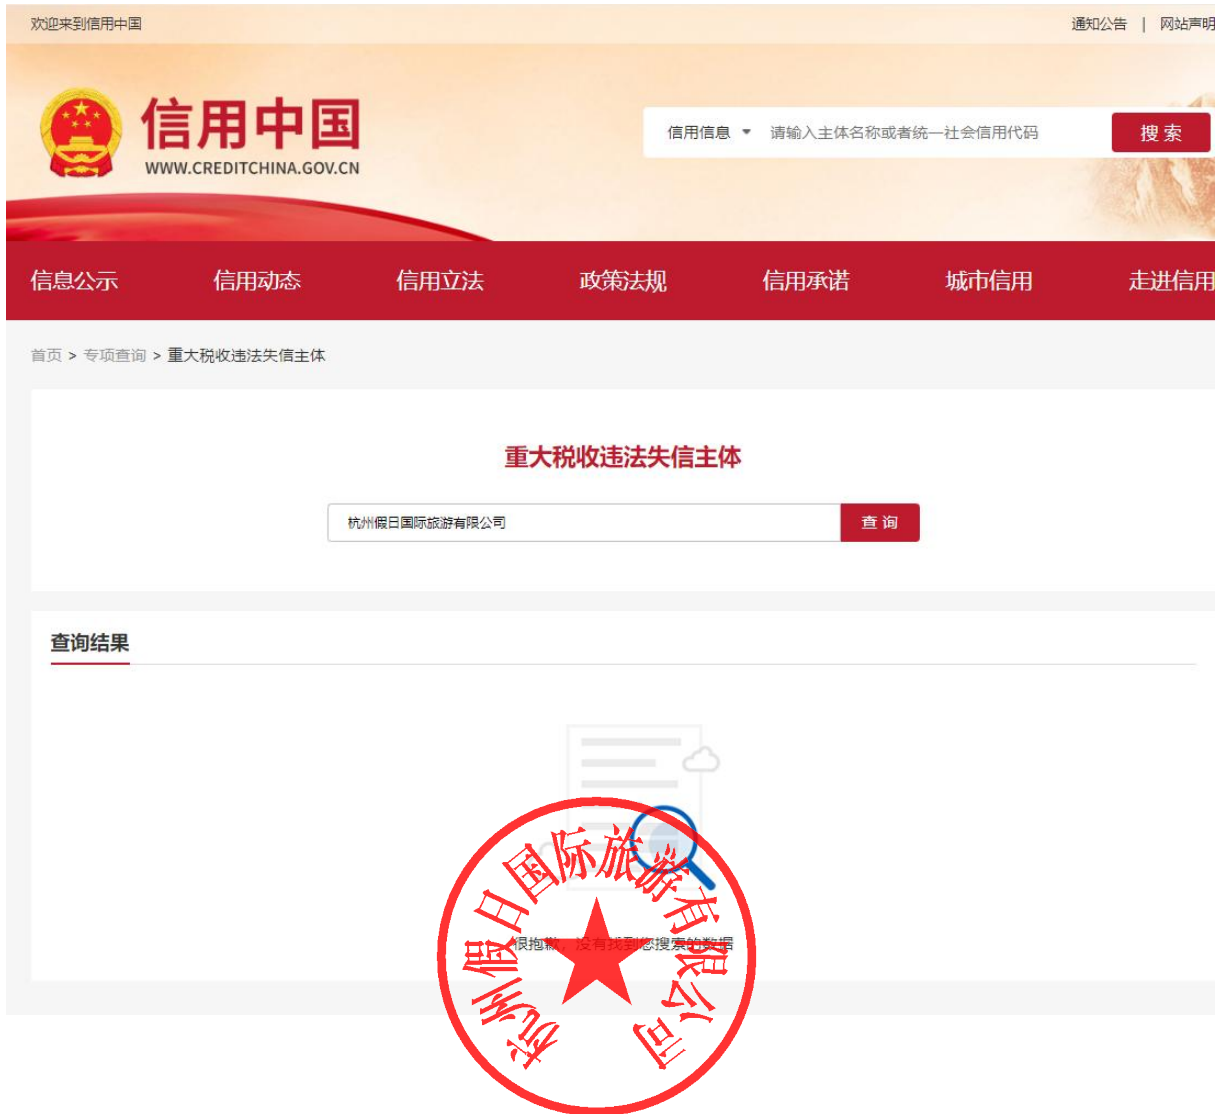 欢迎来到信用中国
通知公告 | 网站声明
信用中国
WWW.CREDITCHINA.GOV.CN
信用信息 请输入主体名称或者统一社会信用代码 搜索
信息公示 信用动态 信用立法 政策法规 信用承诺 城市信用 走进信用
首页 > 专项查询 > 重大税收违法失信主体
重大税收违法失信主体
杭州假日国际旅游有限公司 查询
查询结果
很抱歉，没有找到您搜索的数据
杭州假日国际旅游有限公司